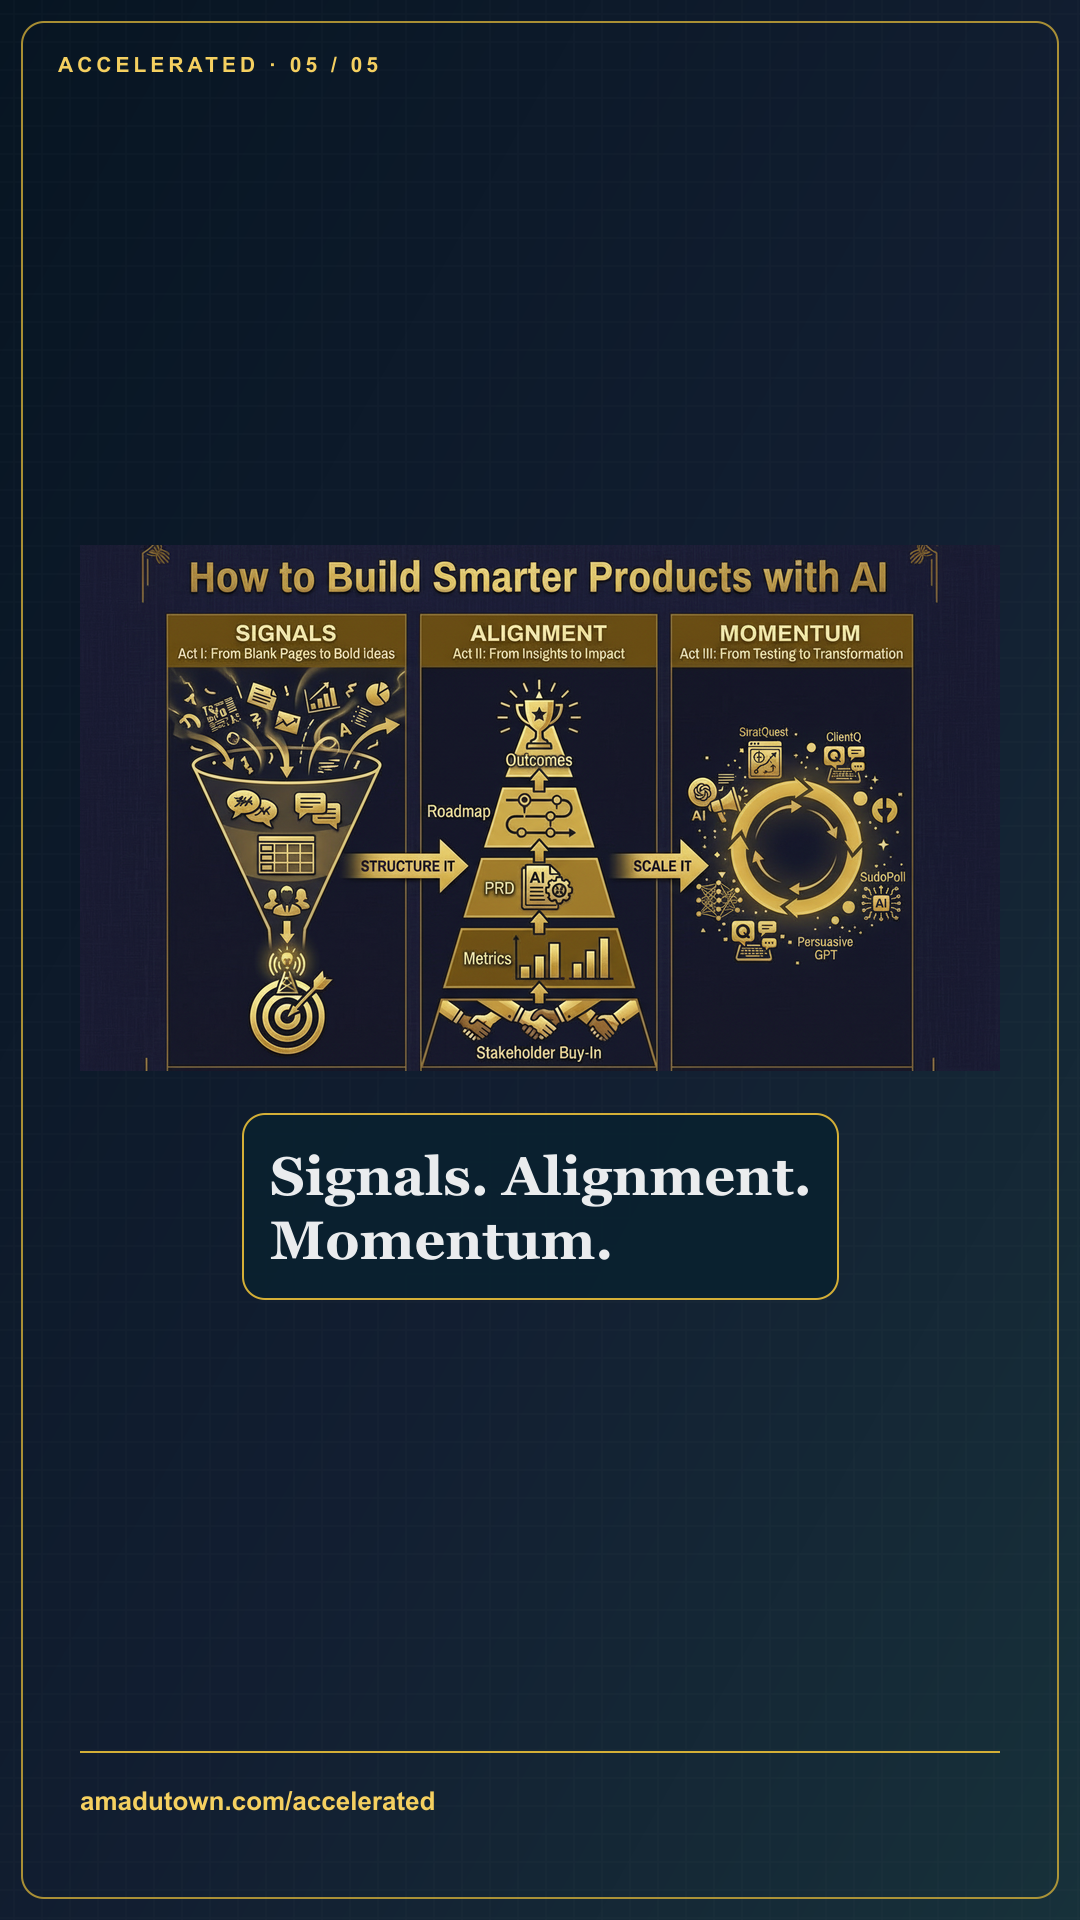 ACCELERATED · 05 / 05
How to Build Smarter Products with AI
SIGNALS
Act I: From Blank Pages to Bold Ideas
ALIGNMENT
Act II: From Insights to Impact
MOMENTUM
Act III: From Testing to Transformation
Outcomes
Roadmap
STRUCTURE IT
PRD
AI
Metrics
Stakeholder Buy-In
SCALE IT
StratQuest
ClientQ
Q
AI
SudoPoll
AI
Q
Persuasive
GPT
Signals. Alignment.
Momentum.
amadutown.com/accelerated